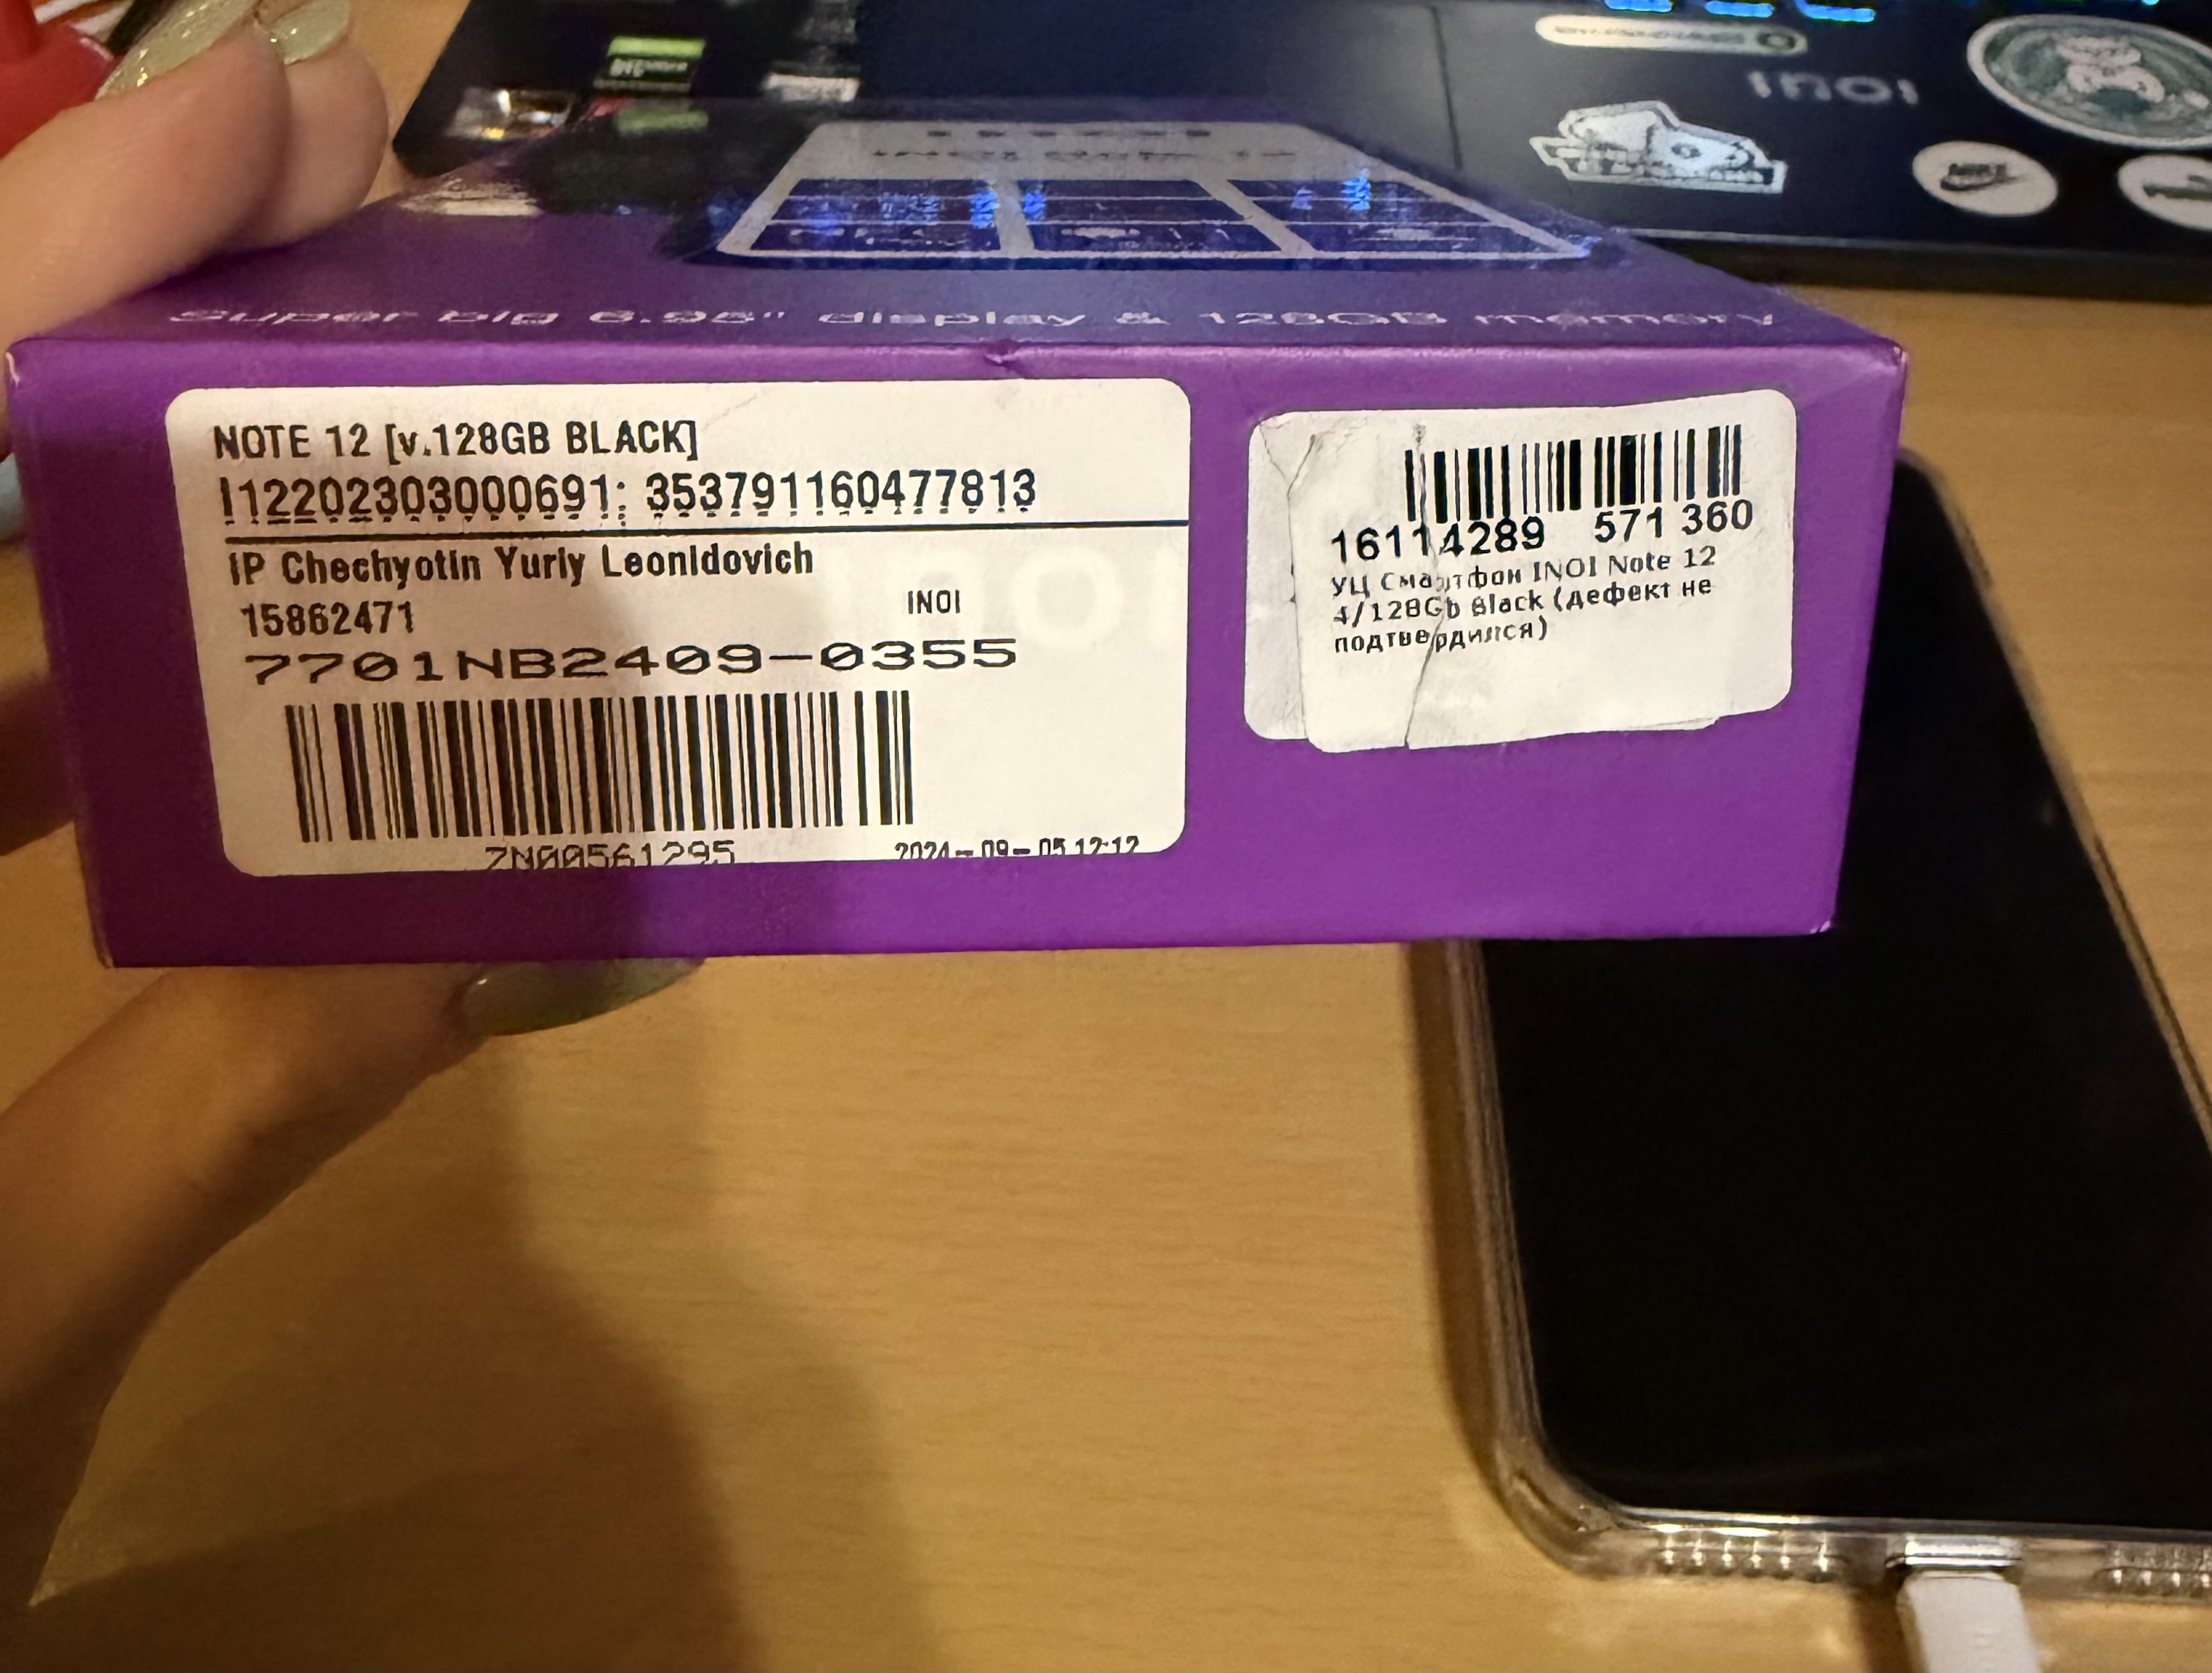 INOI
Super big 6.95" display & 128GB memory
NOTE 12 [v.128GB BLACK]
I12202303000691; 353791160477813
IP Chechyotin Yuriy Leonidovich
15862471
INOI
7701NB2409-0355
ZN00561295
2024-09-05 12:12
16114289 571 360
УЦ Смартфон INOI Note 12
4/128Gb Black (дефект не
подтвердился)